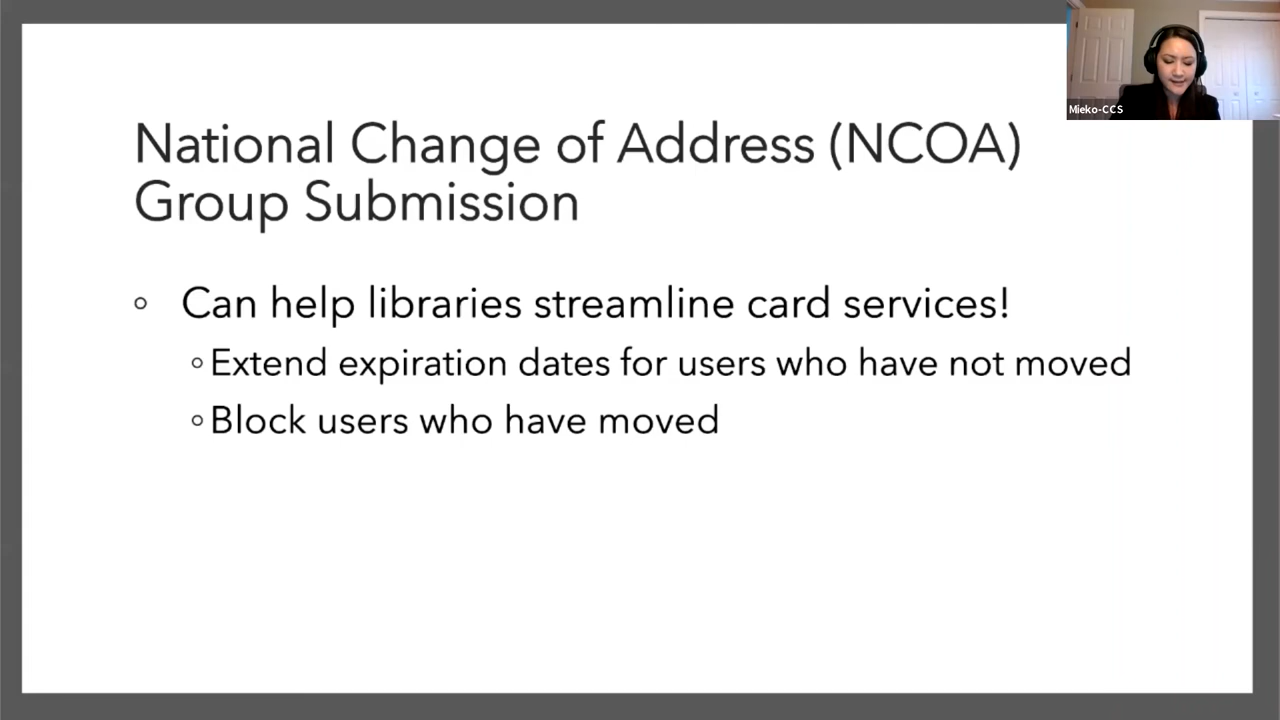 National Change of Address (NCOA)
Group Submission
◦ Can help libraries streamline card services!
◦ Extend expiration dates for users who have not moved
◦ Block users who have moved
Mieko-CCS